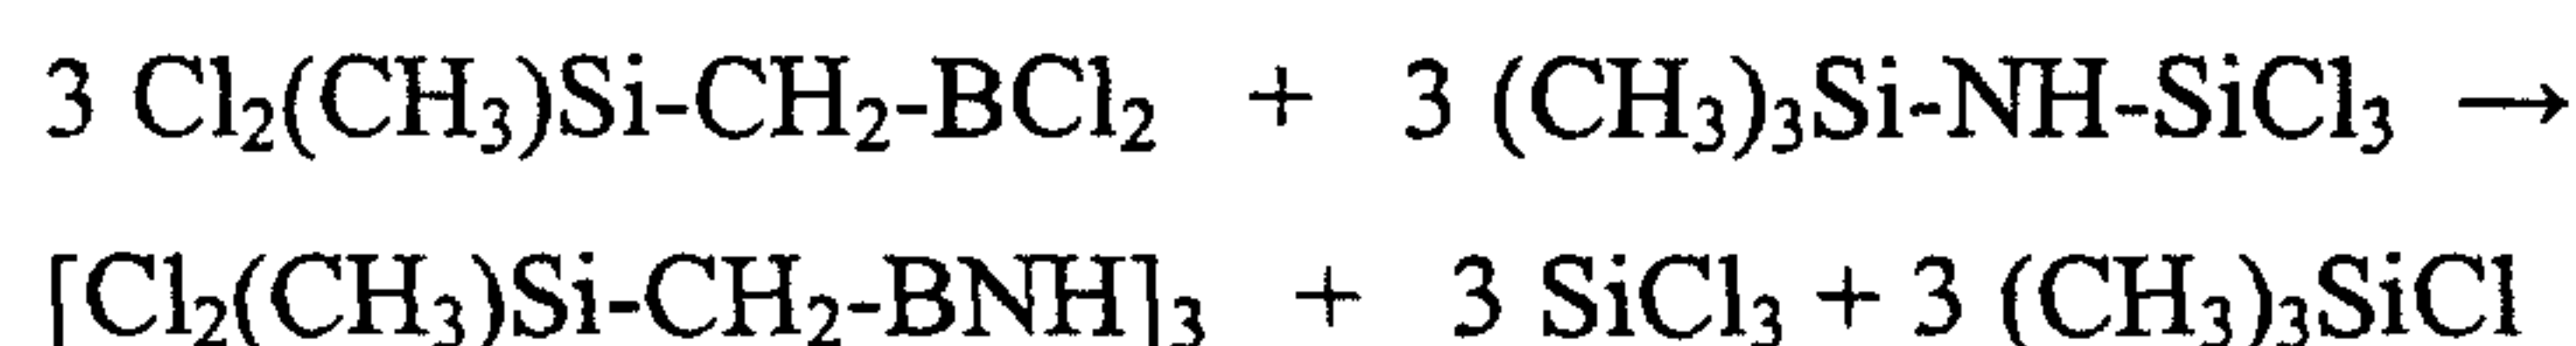 3 Cl₂(CH₃)Si-CH₂-BCl₂ + 3 (CH₃)₃Si-NH-SiCl₃ →
[Cl₂(CH₃)Si-CH₂-BNH]₃ + 3 SiCl₃ + 3 (CH₃)₃SiCl